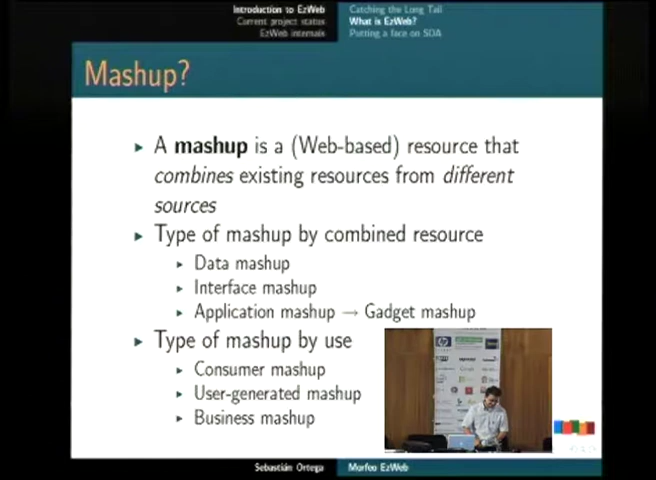 Introduction to EzWeb
Current project status
EzWeb internals
Catching the Long Tail
What is EzWeb?
Putting a face on SOA
Mashup?
▸ A mashup is a (Web-based) resource that
combines existing resources from different
sources
▸ Type of mashup by combined resource
▸ Data mashup
▸ Interface mashup
▸ Application mashup → Gadget mashup
▸ Type of mashup by use
▸ Consumer mashup
▸ User-generated mashup
▸ Business mashup
hp
Sebastián Ortega
Morfeo EzWeb